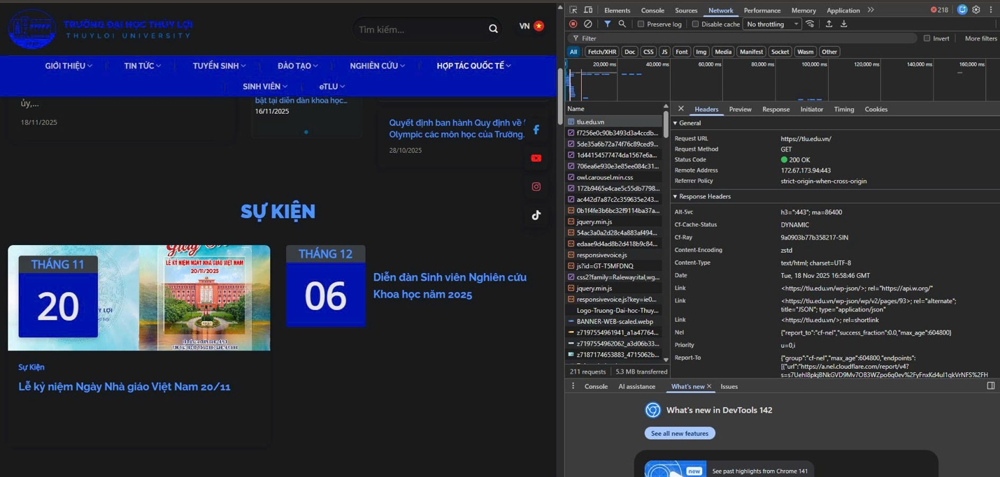 TRƯỜNG ĐẠI HỌC THỦY LỢI
THUYLOI UNIVERSITY
Tìm kiếm...
VN
GIỚI THIỆU
TIN TỨC
TUYỂN SINH
ĐÀO TẠO
NGHIÊN CỨU
HỢP TÁC QUỐC TẾ
SINH VIÊN
eTLU
ủy,...
18/11/2025
bật tại diễn đàn khoa học...
16/11/2025
Quyết định ban hành Quy định về
Olympic các môn học của Trường
28/10/2025
SỰ KIỆN
THÁNG 11
20
LỄ KỶ NIỆM NGÀY NHÀ GIÁO VIỆT NAM
20/11/2025
Sự Kiện
Lễ kỷ niệm Ngày Nhà giáo Việt Nam 20/11
THÁNG 12
06
Diễn đàn Sinh viên Nghiên cứu
Khoa học năm 2025
Elements Console Sources Network Performance Memory Application 218
Preserve log Disable cache No throttling
Filter Invert More filters
All Fetch/XHR Doc CSS JS Font Img Media Manifest Socket Wasm Other
20,000 ms 40,000 ms 60,000 ms 80,000 ms 100,000 ms 120,000 ms 140,000 ms 160,000 ms
Name
tlu.edu.vn
f7256e0c90b3493d3a4ccdb...
5de35a6b72a74f76c89ced9...
1d44154577474da1567e6a...
706ea6e930e3e85ee084c31...
owl.carousel.min.css
172b9465e4cae5c55db7798...
ac442d7a87c2c359635e243...
0b1f4fe3b6bc32f9114ba37a...
jquery.min.js
54ac3a0a2d28c4a883af494...
edaae9d4ad8b2d418b9c84...
responsivevoice.js
js?id=GT-T5MFDNQ
css2?family=Raleway:ital,wg...
jquery.min.js
responsivevoice.js?key=ie0...
Logo-Truong-Dai-hoc-Thuy...
BANNER-WEB-scaled.webp
z7197554961941_a1a47764...
z7197554962062_a3d06b33...
z7187174653883_4715062b...
211 requests 5.3 MB transferred
Headers Preview Response Initiator Timing Cookies
General
Request URL https://tlu.edu.vn/
Request Method GET
Status Code 200 OK
Remote Address 172.67.173.94:443
Referrer Policy strict-origin-when-cross-origin
Response Headers
Alt-Svc h3=":443"; ma=86400
Cf-Cache-Status DYNAMIC
Cf-Ray 9a0903b77b358217-SIN
Content-Encoding zstd
Content-Type text/html; charset=UTF-8
Date Tue, 18 Nov 2025 16:58:46 GMT
Link <https://tlu.edu.vn/wp-json/>; rel="https://api.w.org/"
Link <https://tlu.edu.vn/wp-json/wp/v2/pages/93>; rel="alternate";
title="JSON"; type="application/json"
Link <https://tlu.edu.vn/>; rel=shortlink
Nel {"report_to":"cf-nel","success_fraction":0.0,"max_age":604800}
Priority u=0,i
Report-To {"group":"cf-nel","max_age":604800,"endpoints":
[{"url":"https://a.nel.cloudflare.com/report/v4?
Console AI assistance What's new Issues
What's new in DevTools 142
See all new features
new
See past highlights from Chrome 141